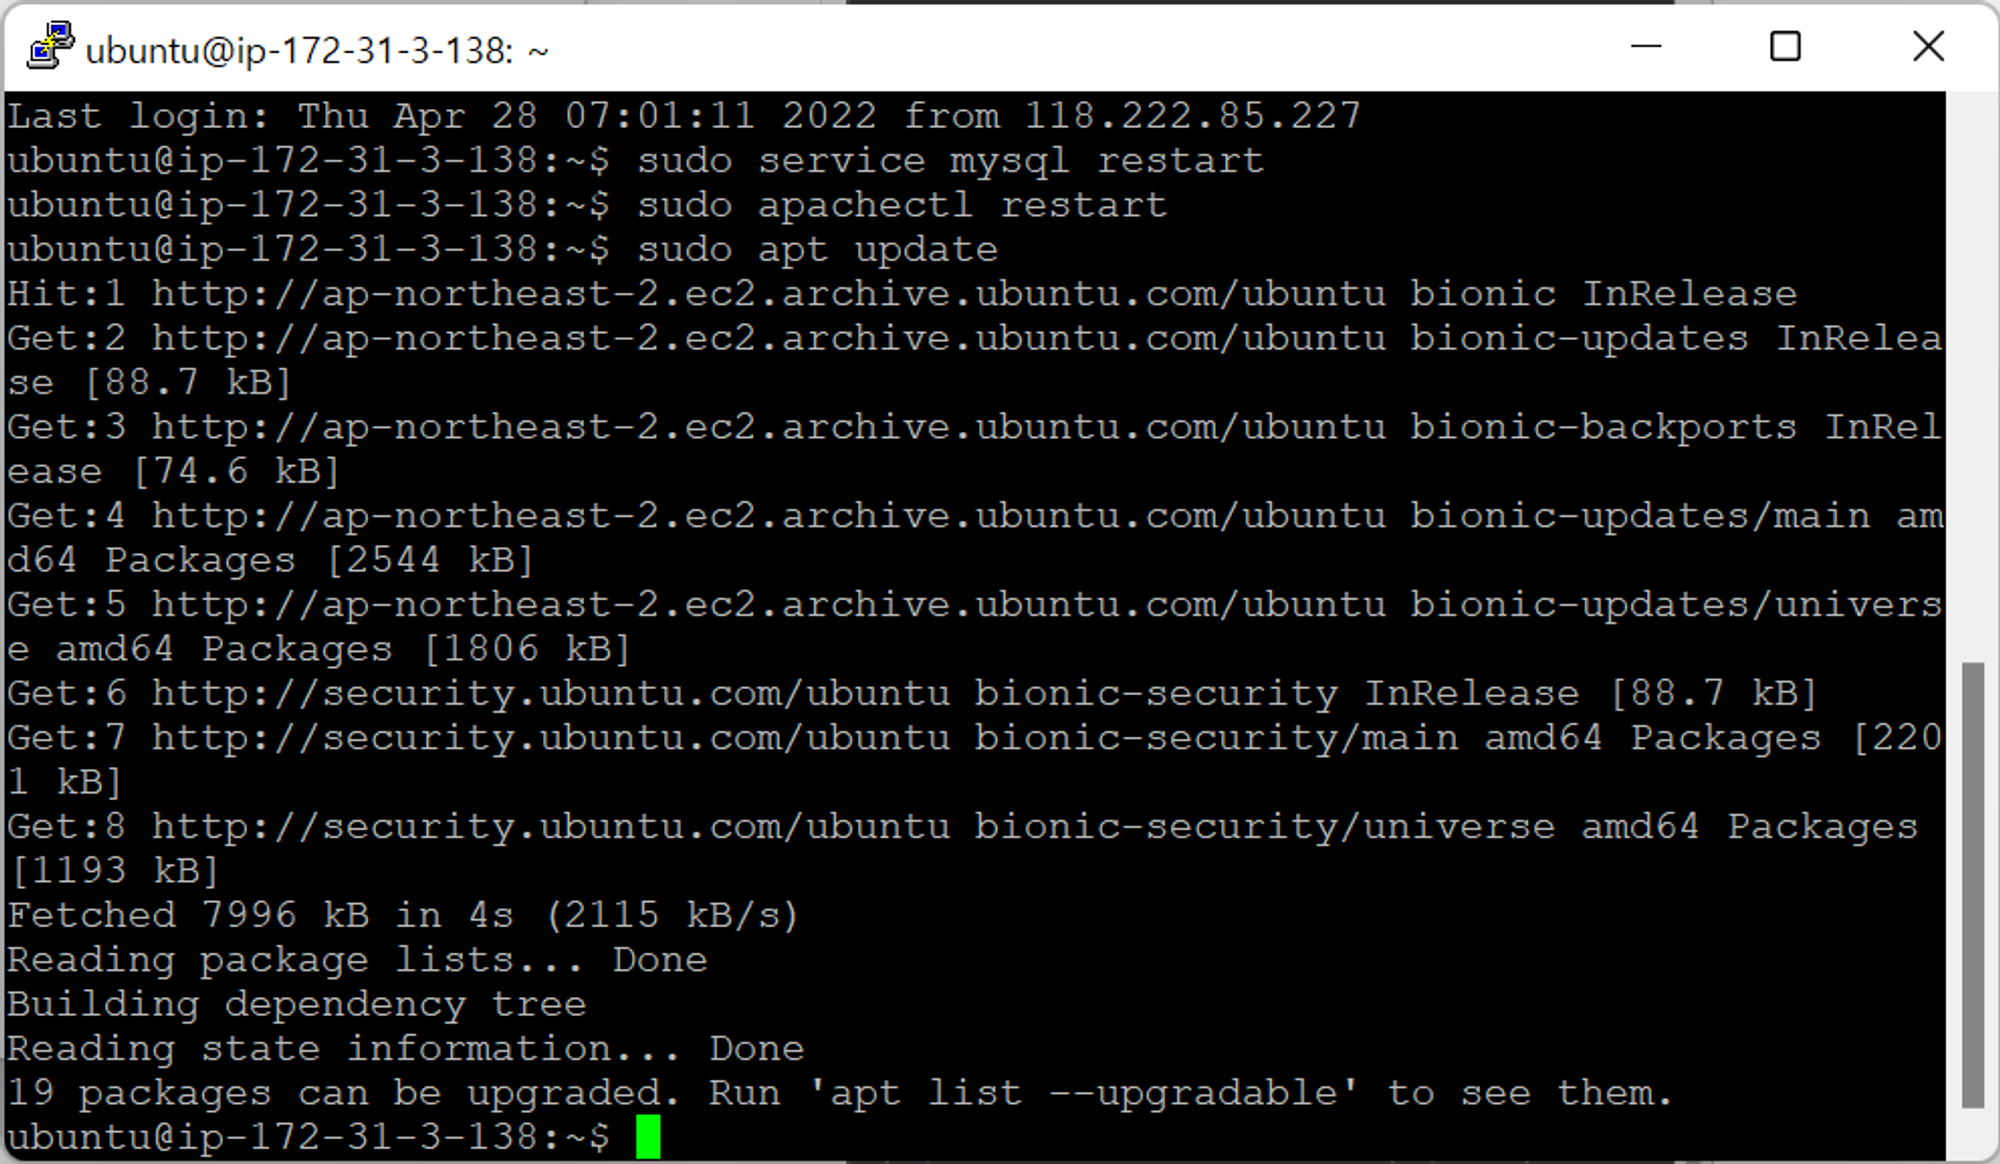 ubuntu@ip-172-31-3-138: ~
Last login: Thu Apr 28 07:01:11 2022 from 118.222.85.227
ubuntu@ip-172-31-3-138:~$ sudo service mysql restart
ubuntu@ip-172-31-3-138:~$ sudo apachectl restart
ubuntu@ip-172-31-3-138:~$ sudo apt update
Hit:1 http://ap-northeast-2.ec2.archive.ubuntu.com/ubuntu bionic InRelease
Get:2 http://ap-northeast-2.ec2.archive.ubuntu.com/ubuntu bionic-updates InRelea
se [88.7 kB]
Get:3 http://ap-northeast-2.ec2.archive.ubuntu.com/ubuntu bionic-backports InRel
ease [74.6 kB]
Get:4 http://ap-northeast-2.ec2.archive.ubuntu.com/ubuntu bionic-updates/main am
d64 Packages [2544 kB]
Get:5 http://ap-northeast-2.ec2.archive.ubuntu.com/ubuntu bionic-updates/univers
e amd64 Packages [1806 kB]
Get:6 http://security.ubuntu.com/ubuntu bionic-security InRelease [88.7 kB]
Get:7 http://security.ubuntu.com/ubuntu bionic-security/main amd64 Packages [220
1 kB]
Get:8 http://security.ubuntu.com/ubuntu bionic-security/universe amd64 Packages
[1193 kB]
Fetched 7996 kB in 4s (2115 kB/s)
Reading package lists... Done
Building dependency tree
Reading state information... Done
19 packages can be upgraded. Run 'apt list --upgradable' to see them.
ubuntu@ip-172-31-3-138:~$